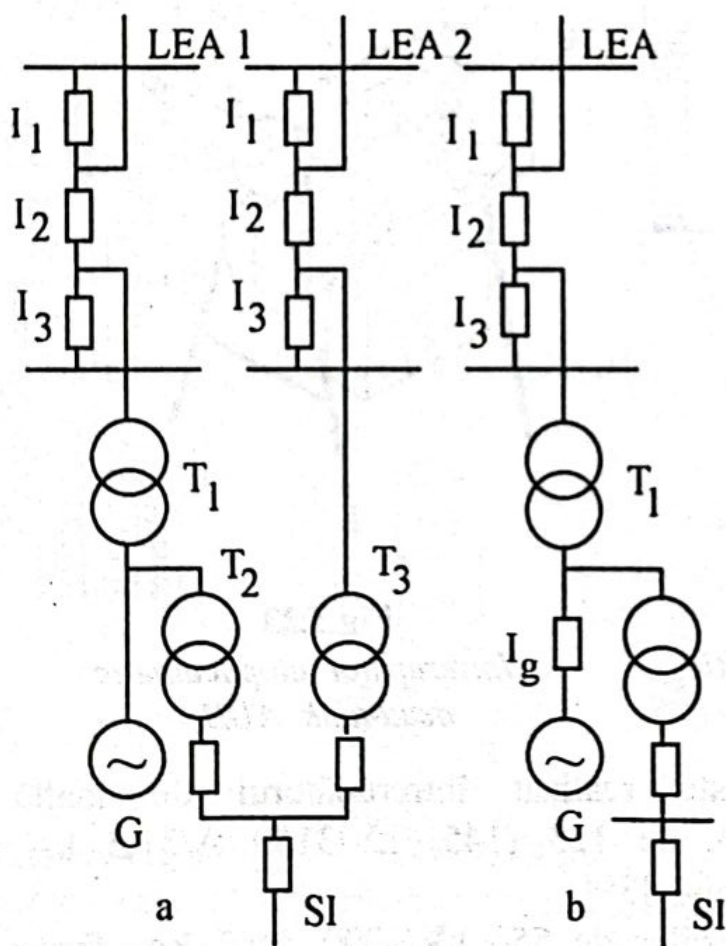 LEA 1 LEA 2 LEA
I1 I1 I1
I2 I2 I2
I3 I3 I3
T1 T1
T2 T3
Ig
~ ~
G G
a SI b SI